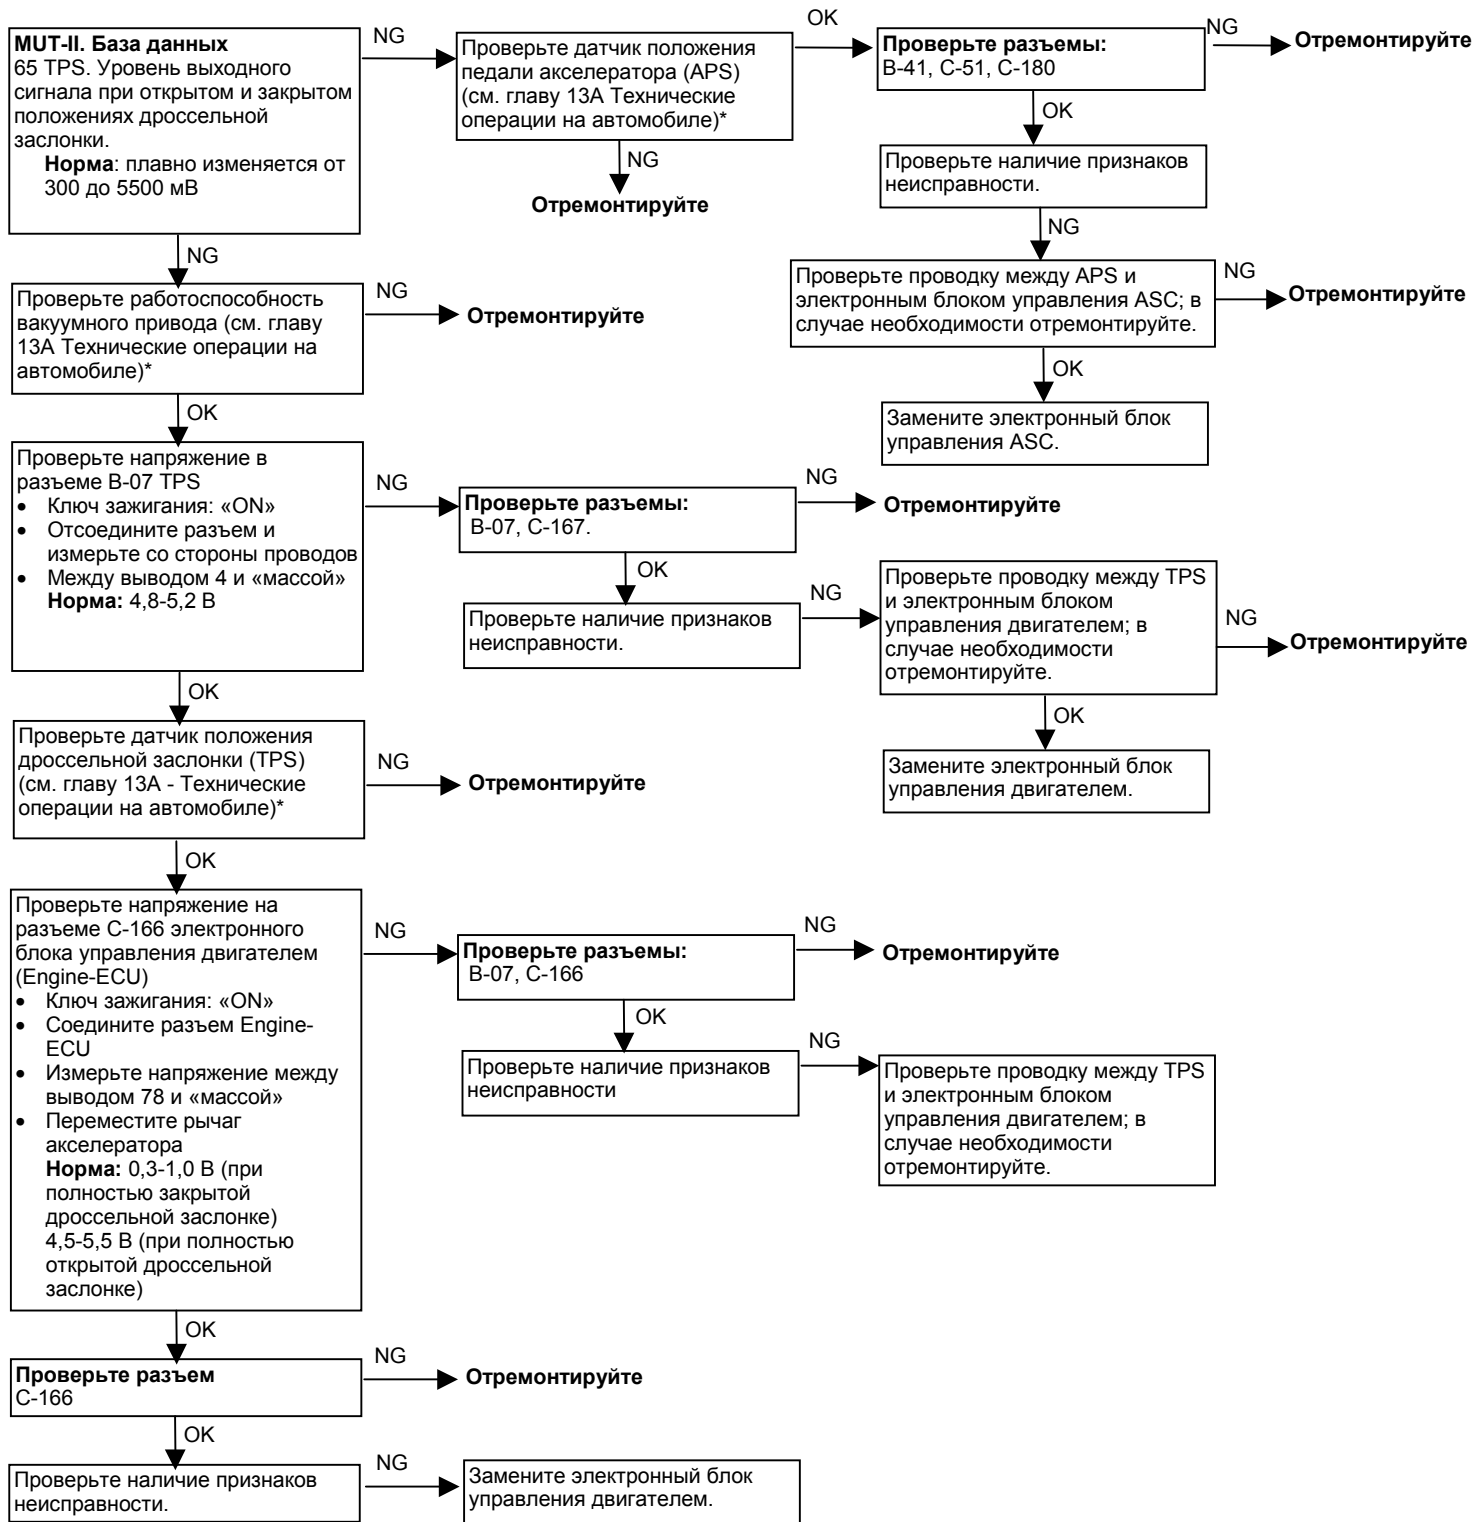 MUT-II. База данных
65 TPS. Уровень выходного
сигнала при открытом и закрытом
положениях дроссельной
заслонки.
Норма: плавно изменяется от
300 до 5500 мВ
NG
Проверьте датчик положения
педали акселератора (APS)
(см. главу 13А Технические
операции на автомобиле)*
OK
Проверьте разъемы:
В-41, С-51, С-180
NG
Отремонтируйте
NG
Отремонтируйте
OK
Проверьте наличие признаков
неисправности.
NG
Проверьте проводку между APS и
электронным блоком управления ASC; в
случае необходимости отремонтируйте.
NG
Отремонтируйте
OK
Замените электронный блок
управления ASC.
NG
Проверьте работоспособность
вакуумного привода (см. главу
13А Технические операции на
автомобиле)*
NG
Отремонтируйте
OK
Проверьте напряжение в
разъеме В-07 TPS
• Ключ зажигания: «ON»
• Отсоедините разъем и
измерьте со стороны проводов
• Между выводом 4 и «массой»
Норма: 4,8-5,2 В
NG
Проверьте разъемы:
В-07, С-167.
NG
Отремонтируйте
OK
Проверьте наличие признаков
неисправности.
NG
Проверьте проводку между TPS
и электронным блоком
управления двигателем; в
случае необходимости
отремонтируйте.
NG
Отремонтируйте
OK
Замените электронный блок
управления двигателем.
OK
Проверьте датчик положения
дроссельной заслонки (TPS)
(см. главу 13А - Технические
операции на автомобиле)*
NG
Отремонтируйте
OK
Проверьте напряжение на
разъеме С-166 электронного
блока управления двигателем
(Engine-ECU)
• Ключ зажигания: «ON»
• Соедините разъем Engine-
ECU
• Измерьте напряжение между
выводом 78 и «массой»
• Переместите рычаг
акселератора
Норма: 0,3-1,0 В (при
полностью закрытой
дроссельной заслонке)
4,5-5,5 В (при полностью
открытой дроссельной
заслонке)
NG
Проверьте разъемы:
В-07, С-166
NG
Отремонтируйте
OK
Проверьте наличие признаков
неисправности
NG
Проверьте проводку между TPS
и электронным блоком
управления двигателем; в
случае необходимости
отремонтируйте.
OK
Проверьте разъем
С-166
NG
Отремонтируйте
OK
Проверьте наличие признаков
неисправности.
NG
Замените электронный блок
управления двигателем.